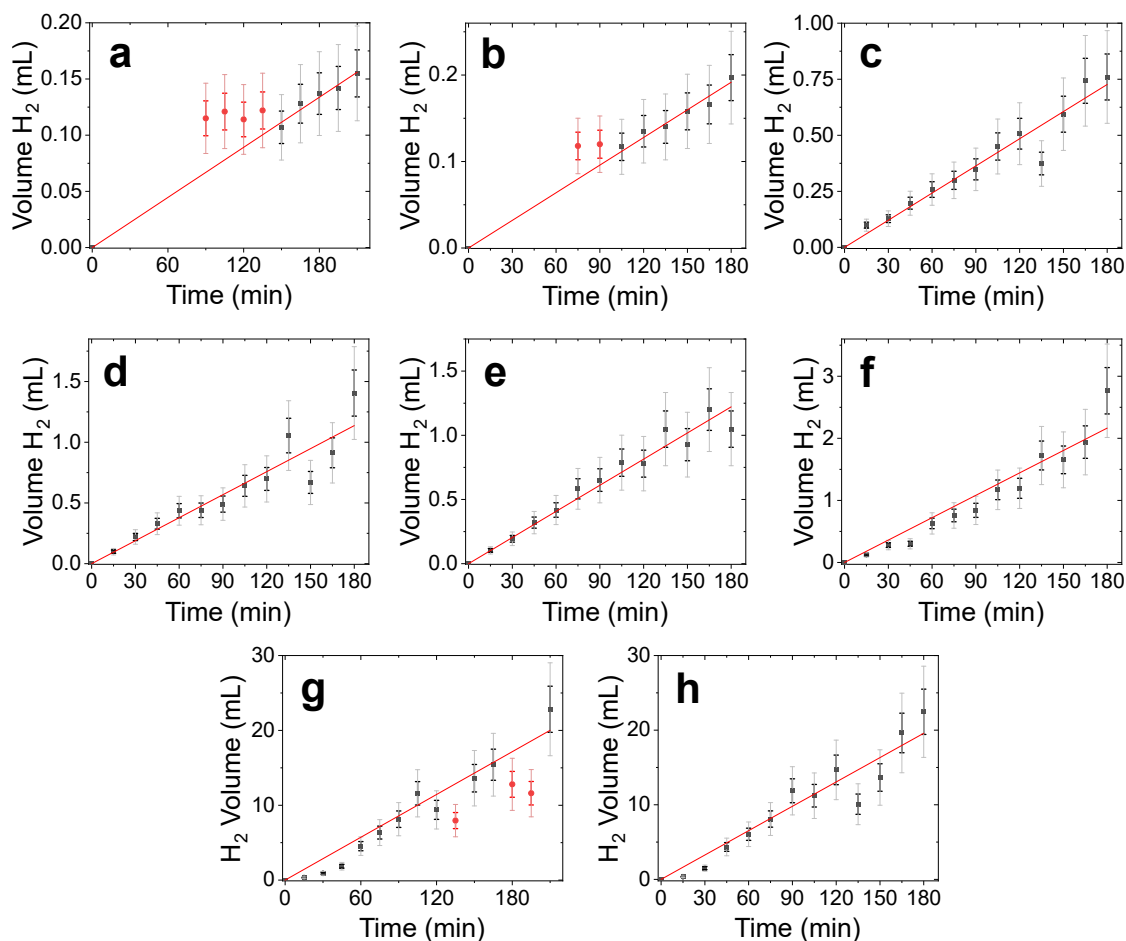 a
Volume H₂ (mL)
0.20
0.15
0.10
0.05
0.00
0 60 120 180
Time (min)
b
Volume H₂ (mL)
0.2
0.1
0.0
0 30 60 90 120 150 180
Time (min)
c
Volume H₂ (mL)
1.00
0.75
0.50
0.25
0.00
0 30 60 90 120 150 180
Time (min)
d
Volume H₂ (mL)
1.5
1.0
0.5
0.0
0 30 60 90 120 150 180
Time (min)
e
Volume H₂ (mL)
1.5
1.0
0.5
0.0
0 30 60 90 120 150 180
Time (min)
f
Volume H₂ (mL)
3
2
1
0
0 30 60 90 120 150 180
Time (min)
g
H₂ Volume (mL)
30
20
10
0
0 60 120 180
Time (min)
h
H₂ Volume (mL)
30
20
10
0
0 30 60 90 120 150 180
Time (min)